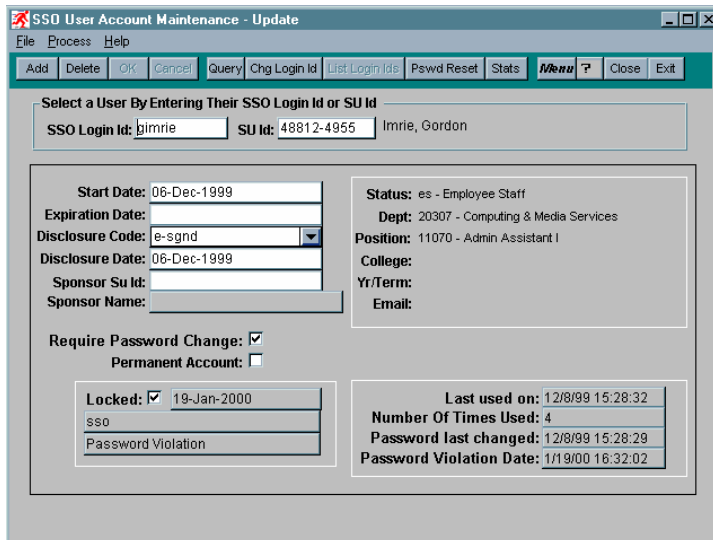 SSO User Account Maintenance - Update
File Process Help
Add Delete OK Cancel Query Chg Login Id List Login Ids Pswd Reset Stats Menu ? Close Exit
Select a User By Entering Their SSO Login Id or SU Id
SSO Login Id: gimrie SU Id: 48812-4955 Imrie, Gordon
Start Date: 06-Dec-1999
Expiration Date:
Disclosure Code: e-sgnd
Disclosure Date: 06-Dec-1999
Sponsor Su Id:
Sponsor Name:
Status: es - Employee Staff
Dept: 20307 - Computing & Media Services
Position: 11070 - Admin Assistant I
College:
Yr/Term:
Email:
Require Password Change:
Permanent Account:
Locked: 19-Jan-2000
sso
Password Violation
Last used on: 12/8/99 15:28:32
Number Of Times Used: 4
Password last changed: 12/8/99 15:28:29
Password Violation Date: 1/19/00 16:32:02